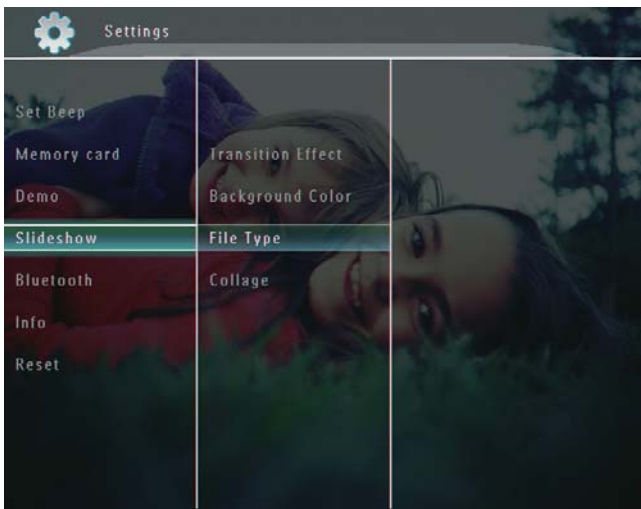 Settings
Set Beep
Memory card
Demo
Slideshow
Bluetooth
Info
Reset
Transition Effect
Background Color
File Type
Collage